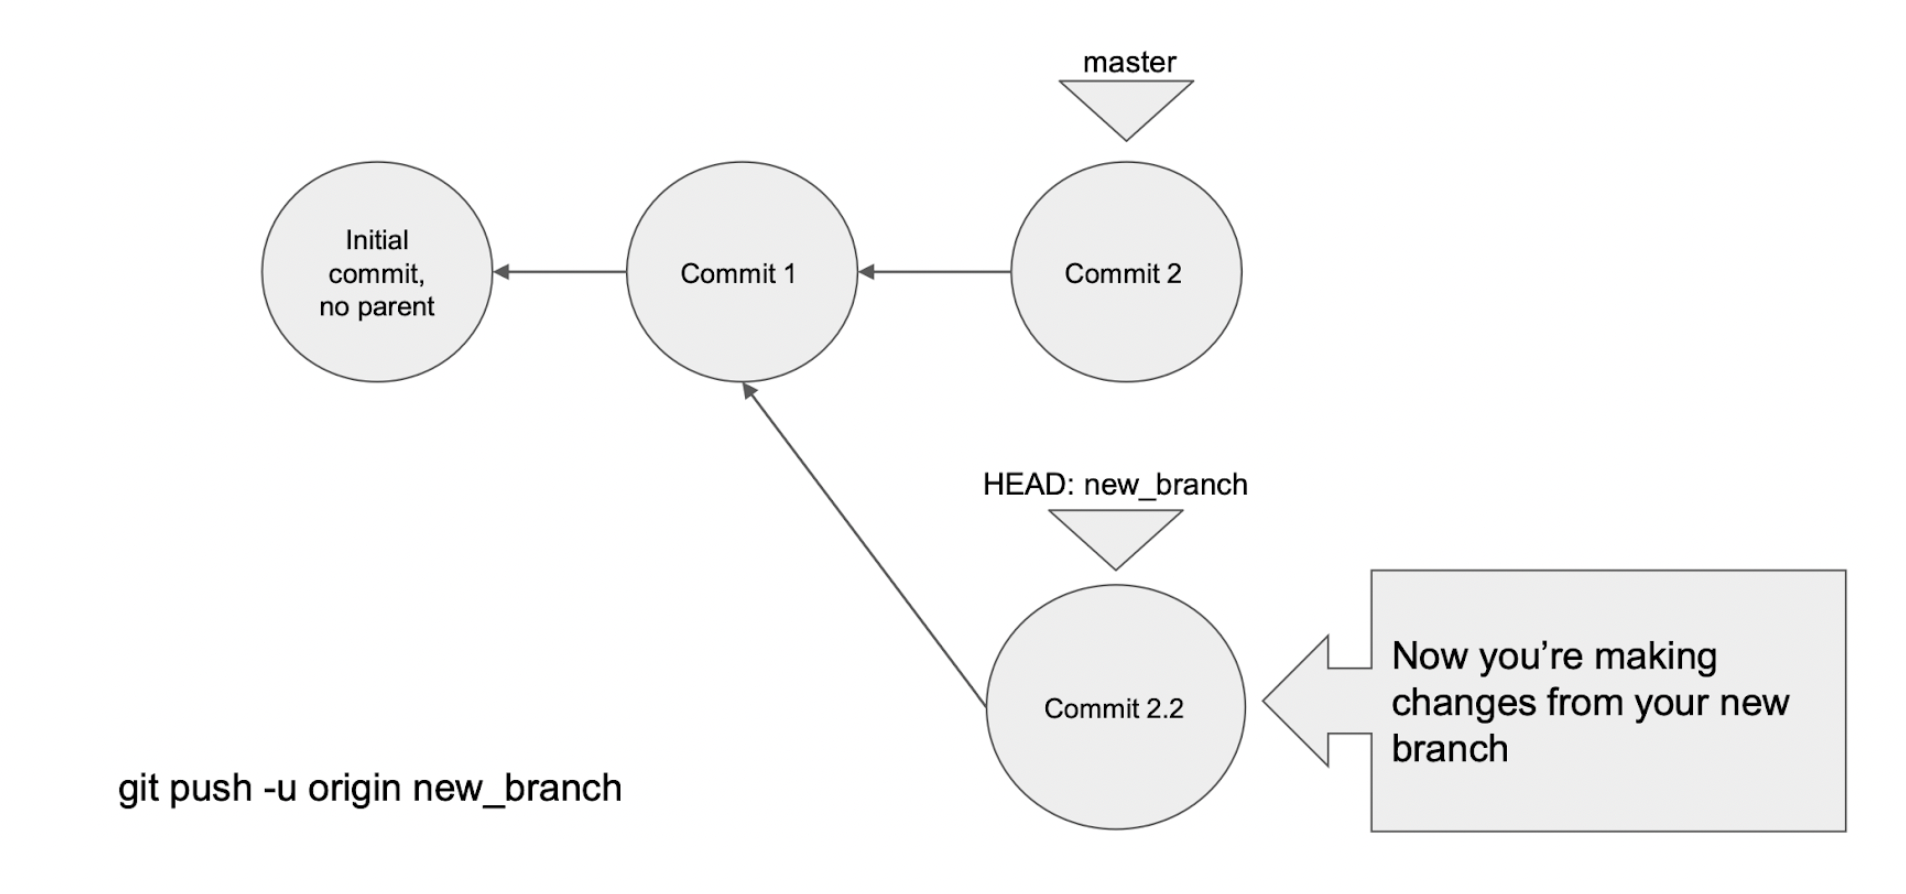 master
Initial
commit,
no parent
Commit 1
Commit 2
HEAD: new_branch
Commit 2.2
Now you’re making
changes from your new
branch
git push -u origin new_branch